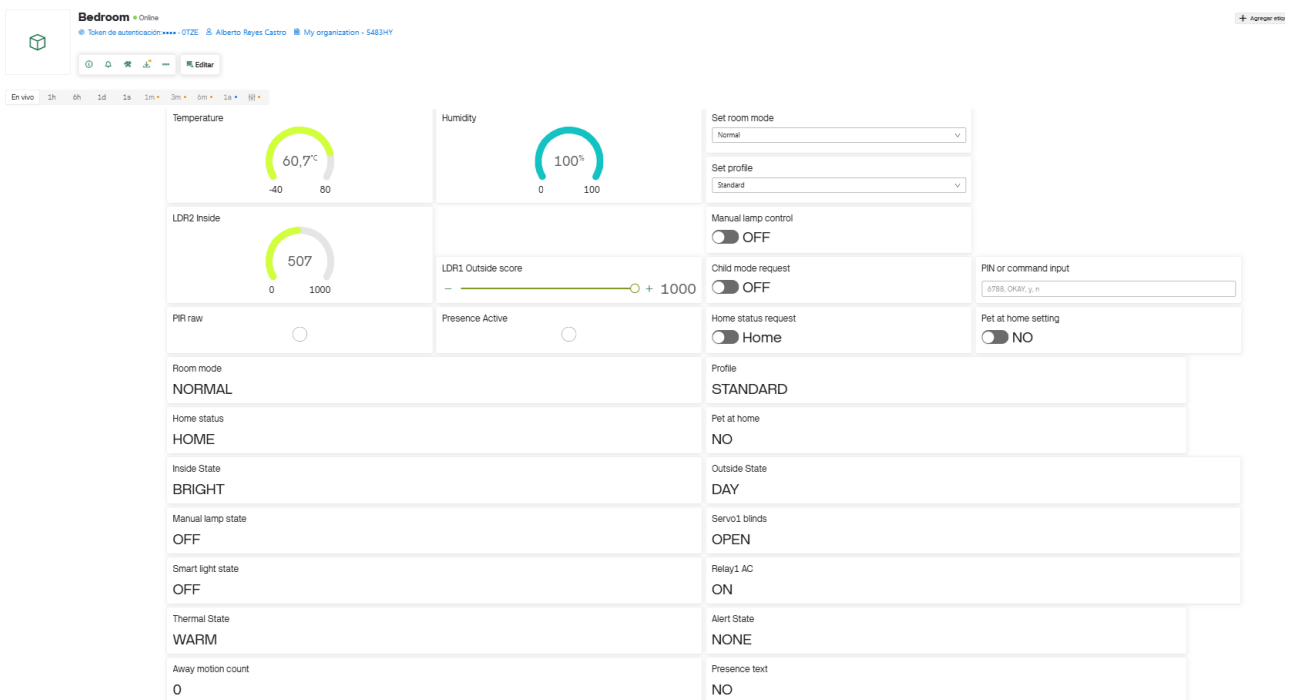 Bedroom Online
Token de autenticación:•••• - 0TZE Alberto Reyes Castro My organization - 5483HY
Editar
En vivo 1h 6h 1d 1s 1m 3m 6m 1a
Temperature
60,7°C
-40 80
Humidity
100%
0 100
Set room mode
Normal
Set profile
Standard
LDR2 Inside
507
0 1000
LDR1 Outside score
− + 1000
Manual lamp control
OFF
Child mode request
OFF
PIN or command input
6788, OKAY, y, n
PIR raw
Presence Active
Home status request
Home
Pet at home setting
NO
Room mode
NORMAL
Profile
STANDARD
Home status
HOME
Pet at home
NO
Inside State
BRIGHT
Outside State
DAY
Manual lamp state
OFF
Servo1 blinds
OPEN
Smart light state
OFF
Relay1 AC
ON
Thermal State
WARM
Alert State
NONE
Away motion count
0
Presence text
NO
+ Agregar